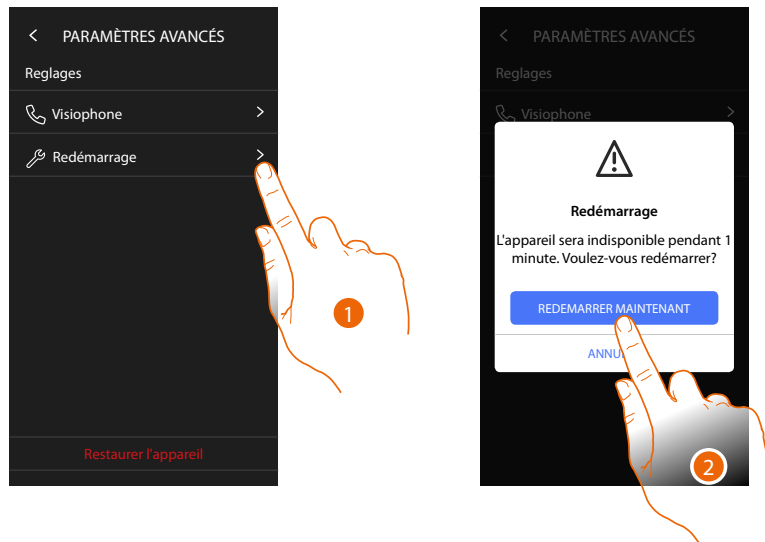 PARAMÈTRES AVANCÉS
Reglages
Visiophone
Redémarrage
1
Restaurer l'appareil
PARAMÈTRES AVANCÉS
Reglages
Visiophone
Redémarrage
L'appareil sera indisponible pendant 1
minute. Voulez-vous redémarrer?
REDEMARRER MAINTENANT
ANNU
2